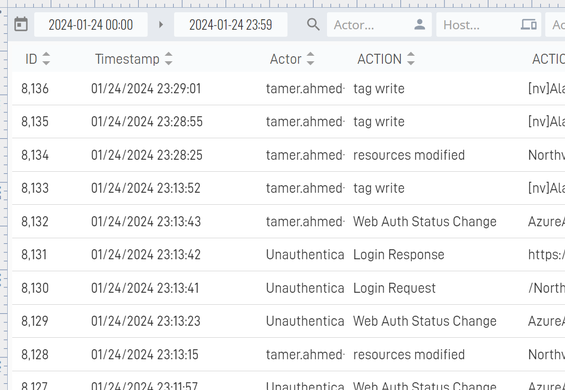 2024-01-24 00:00 2024-01-24 23:59 Actor... Host... Ac
ID Timestamp Actor ACTION ACTIO
8,136 01/24/2024 23:29:01 tamer.ahmed tag write [nv]Ala
8,135 01/24/2024 23:28:55 tamer.ahmed tag write [nv]Ala
8,134 01/24/2024 23:28:25 tamer.ahmed resources modified Northv
8,133 01/24/2024 23:13:52 tamer.ahmed tag write [nv]Ala
8,132 01/24/2024 23:13:43 tamer.ahmed Web Auth Status Change AzureA
8,131 01/24/2024 23:13:42 Unauthentica Login Response https:/
8,130 01/24/2024 23:13:41 Unauthentica Login Request /North
8,129 01/24/2024 23:13:23 Unauthentica Web Auth Status Change AzureA
8,128 01/24/2024 23:13:15 tamer.ahmed resources modified Northv
8,127 01/24/2024 23:11:57 Unauthentica Web Auth Status Change AzureA